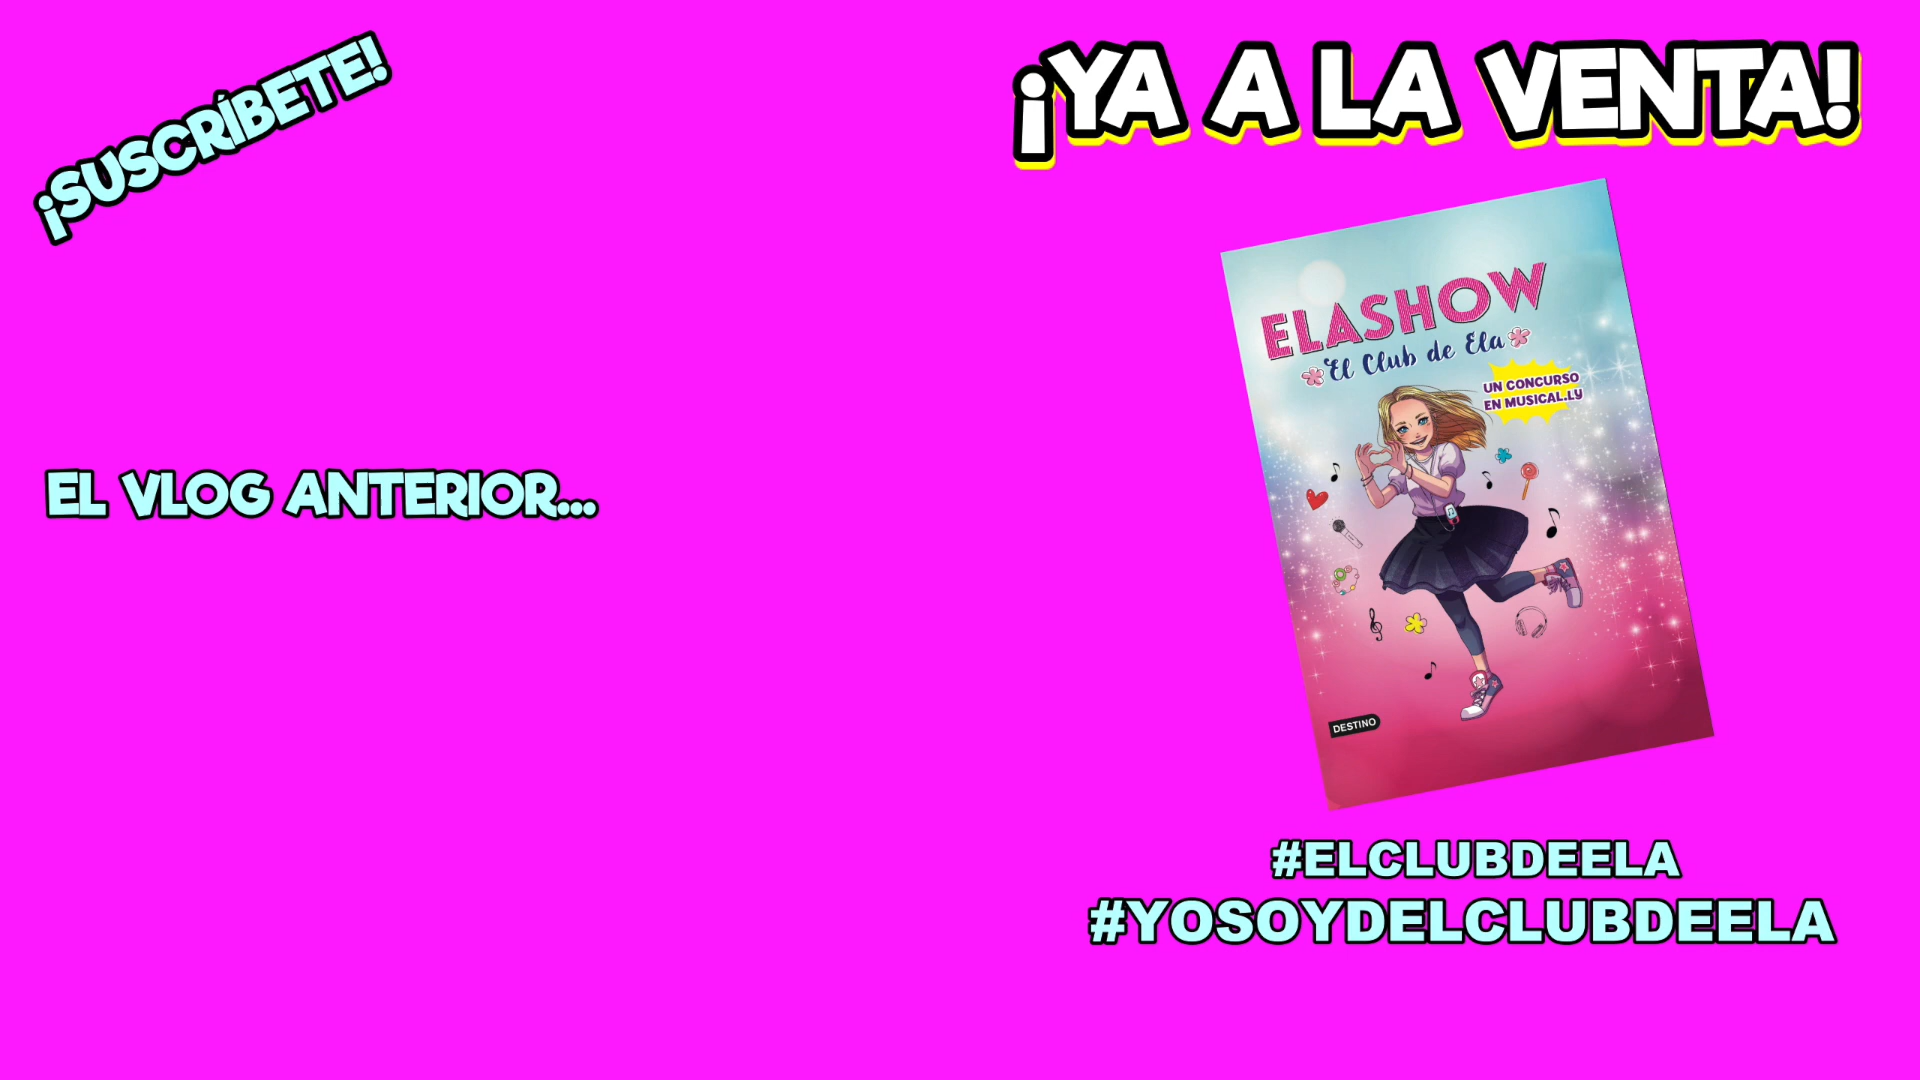 ¡SUSCRÍBETE!
EL VLOG ANTERIOR...
¡YA A LA VENTA!
ELASHOW
El Club de Ela
UN CONCURSO
EN MUSICAL.LY
DESTINO
#ELCLUBDEELA
#YOSOYDELCLUBDEELA